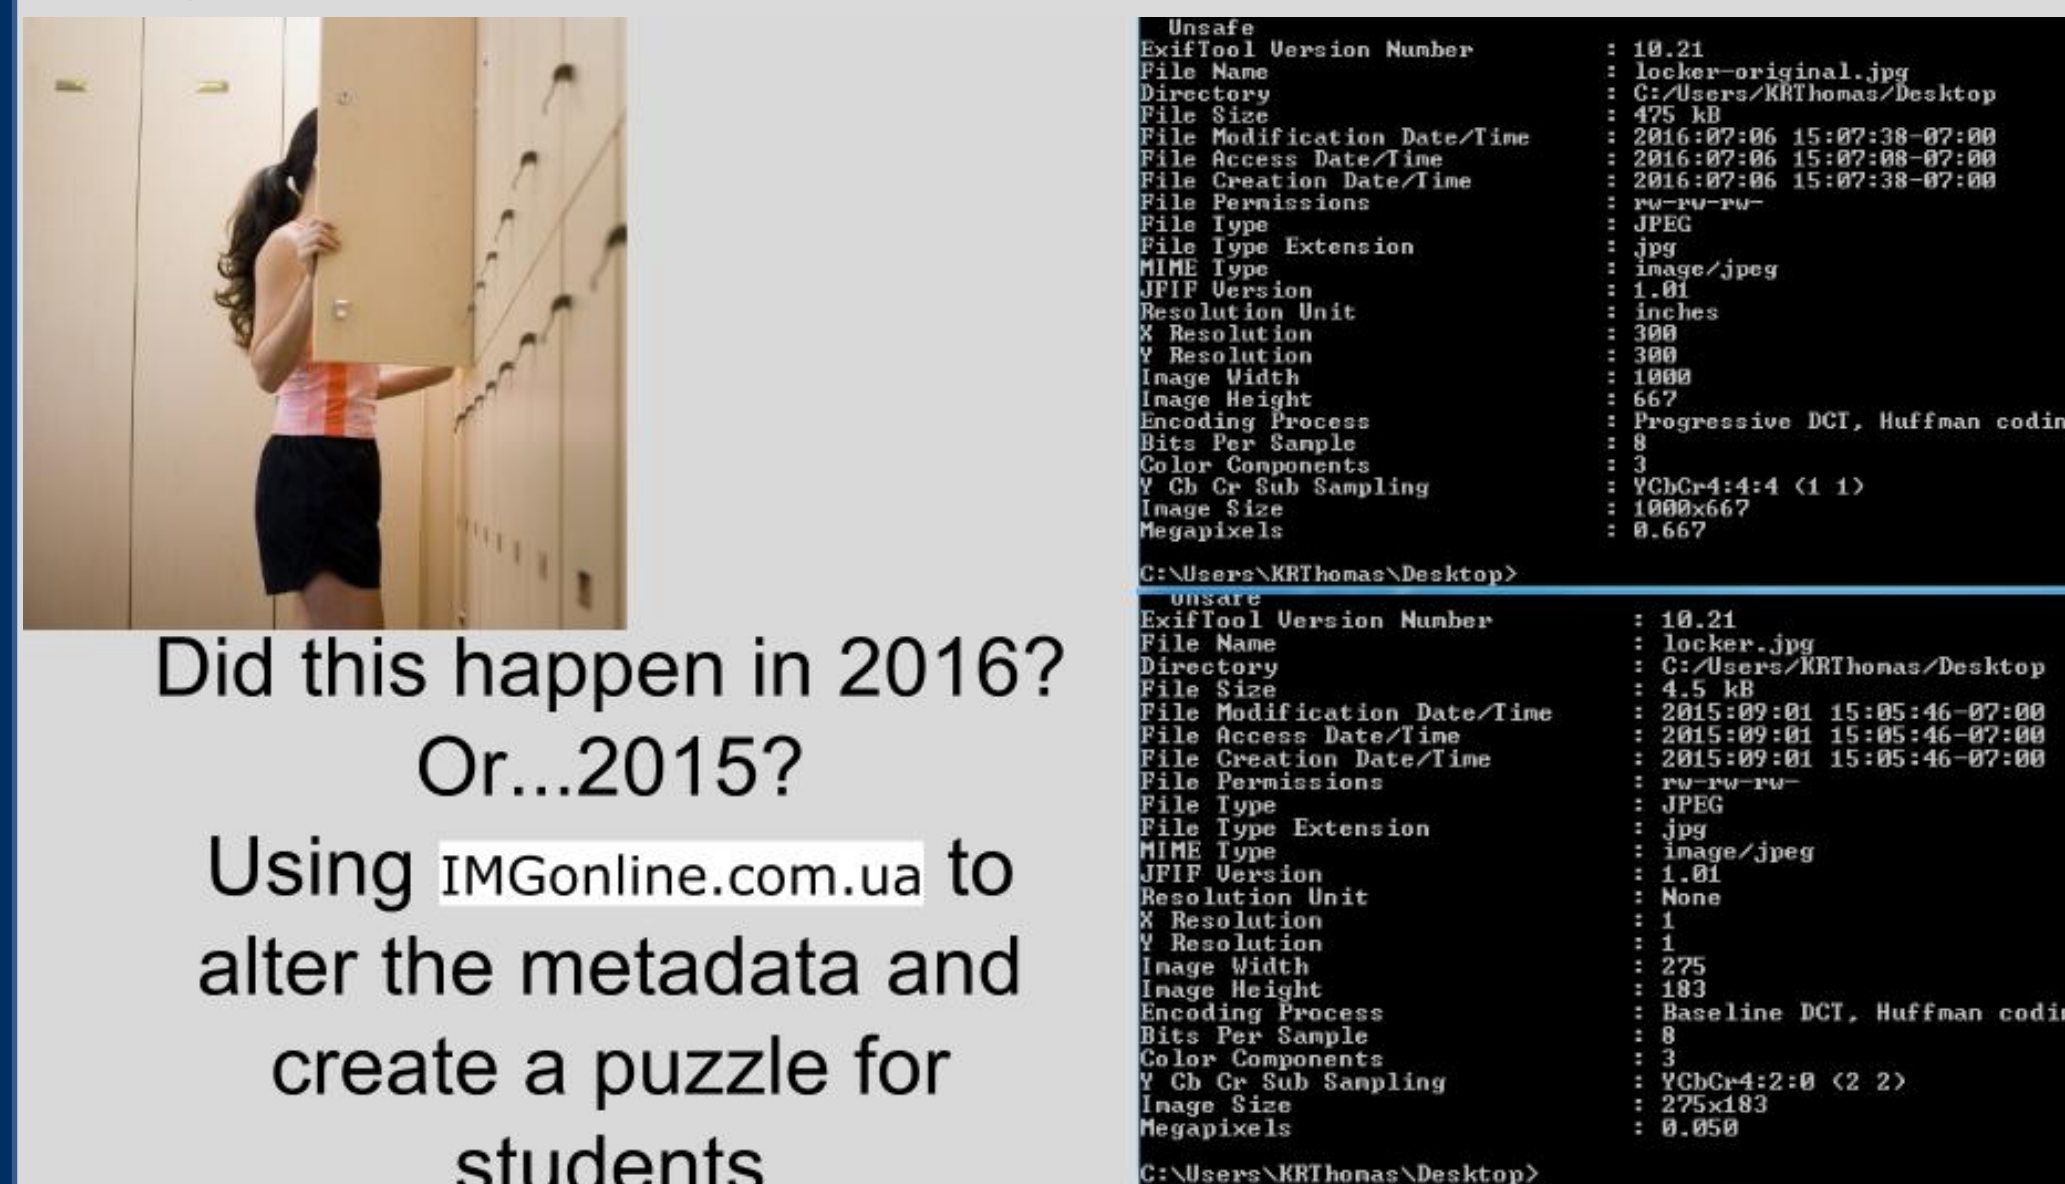 Did this happen in 2016?
Or...2015?
Using IMGonline.com.ua to
alter the metadata and
create a puzzle for
students
Unsafe
ExifTool Version Number : 10.21
File Name : locker-original.jpg
Directory : C:/Users/KRThomas/Desktop
File Size : 475 kB
File Modification Date/Time : 2016:07:06 15:07:38-07:00
File Access Date/Time : 2016:07:06 15:07:08-07:00
File Creation Date/Time : 2016:07:06 15:07:38-07:00
File Permissions : rw-rw-rw-
File Type : JPEG
File Type Extension : jpg
MIME Type : image/jpeg
JFIF Version : 1.01
Resolution Unit : inches
X Resolution : 300
Y Resolution : 300
Image Width : 1000
Image Height : 667
Encoding Process : Progressive DCT, Huffman codin
Bits Per Sample : 8
Color Components : 3
Y Cb Cr Sub Sampling : YCbCr4:4:4 (1 1)
Image Size : 1000x667
Megapixels : 0.667
C:\Users\KRThomas\Desktop>
Unsafe
ExifTool Version Number : 10.21
File Name : locker.jpg
Directory : C:/Users/KRThomas/Desktop
File Size : 4.5 kB
File Modification Date/Time : 2015:09:01 15:05:46-07:00
File Access Date/Time : 2015:09:01 15:05:46-07:00
File Creation Date/Time : 2015:09:01 15:05:46-07:00
File Permissions : rw-rw-rw-
File Type : JPEG
File Type Extension : jpg
MIME Type : image/jpeg
JFIF Version : 1.01
Resolution Unit : None
X Resolution : 1
Y Resolution : 1
Image Width : 275
Image Height : 183
Encoding Process : Baseline DCT, Huffman codi
Bits Per Sample : 8
Color Components : 3
Y Cb Cr Sub Sampling : YCbCr4:2:0 (2 2)
Image Size : 275x183
Megapixels : 0.050
C:\Users\KRThomas\Desktop>